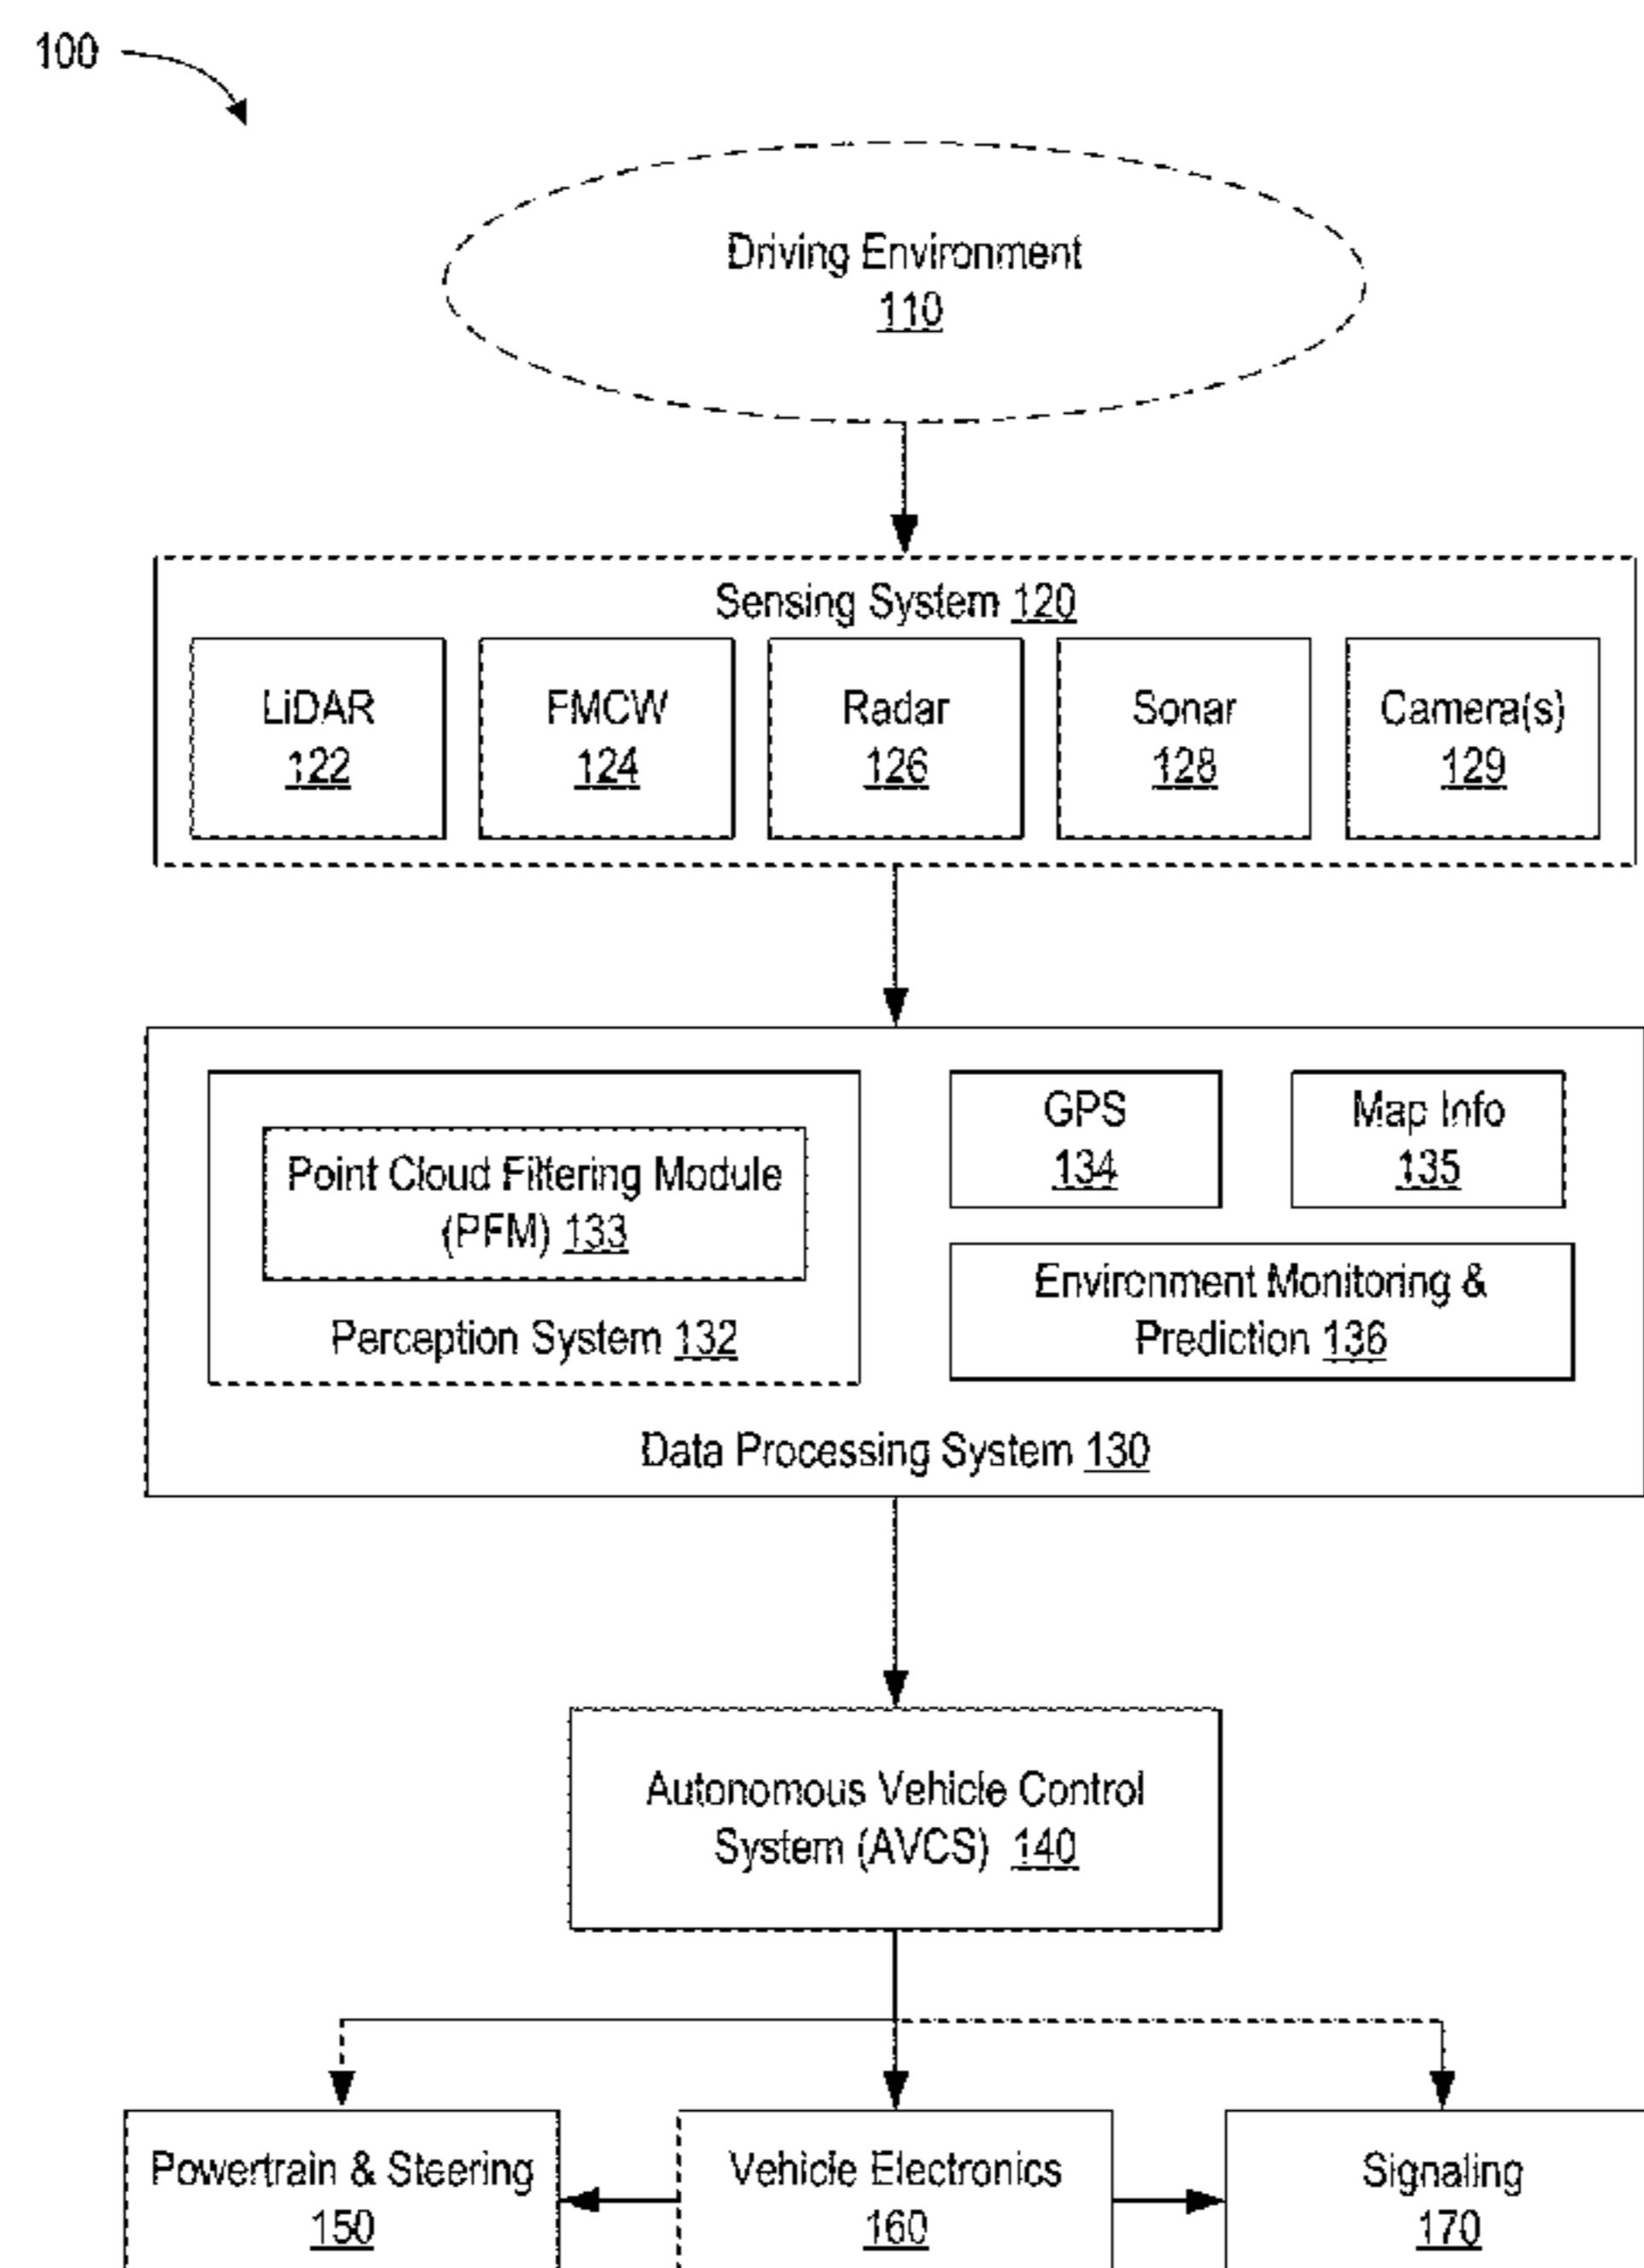 100
Driving Environment
110
Sensing System 120
LiDAR
122
FMCW
124
Radar
126
Sonar
128
Camera(s)
129
Point Cloud Filtering Module
(PFM) 133
Perception System 132
GPS
134
Map Info
135
Environment Monitoring &
Prediction 136
Data Processing System 130
Autonomous Vehicle Control
System (AVCS) 140
Powertrain & Steering
150
Vehicle Electronics
160
Signaling
170